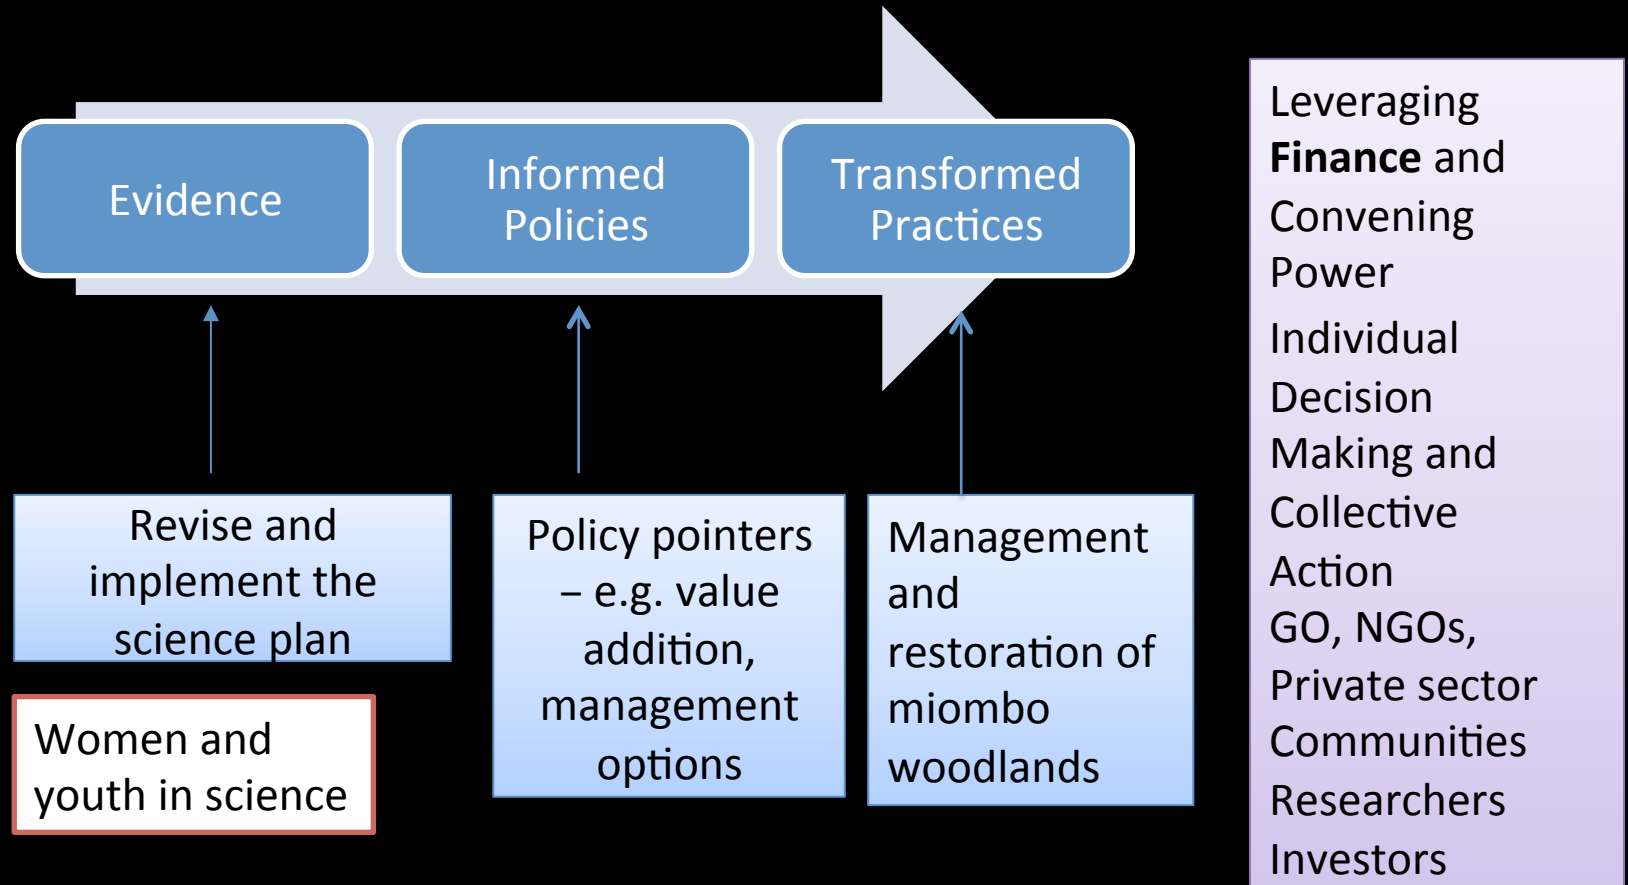 Evidence
Informed
Policies
Transformed
Practices
Revise and
implement the
science plan
Women and
youth in science
Policy pointers
– e.g. value
addition,
management
options
Management
and
restoration of
miombo
woodlands
Leveraging
Finance and
Convening
Power
Individual
Decision
Making and
Collective
Action
GO, NGOs,
Private sector
Communities
Researchers
Investors